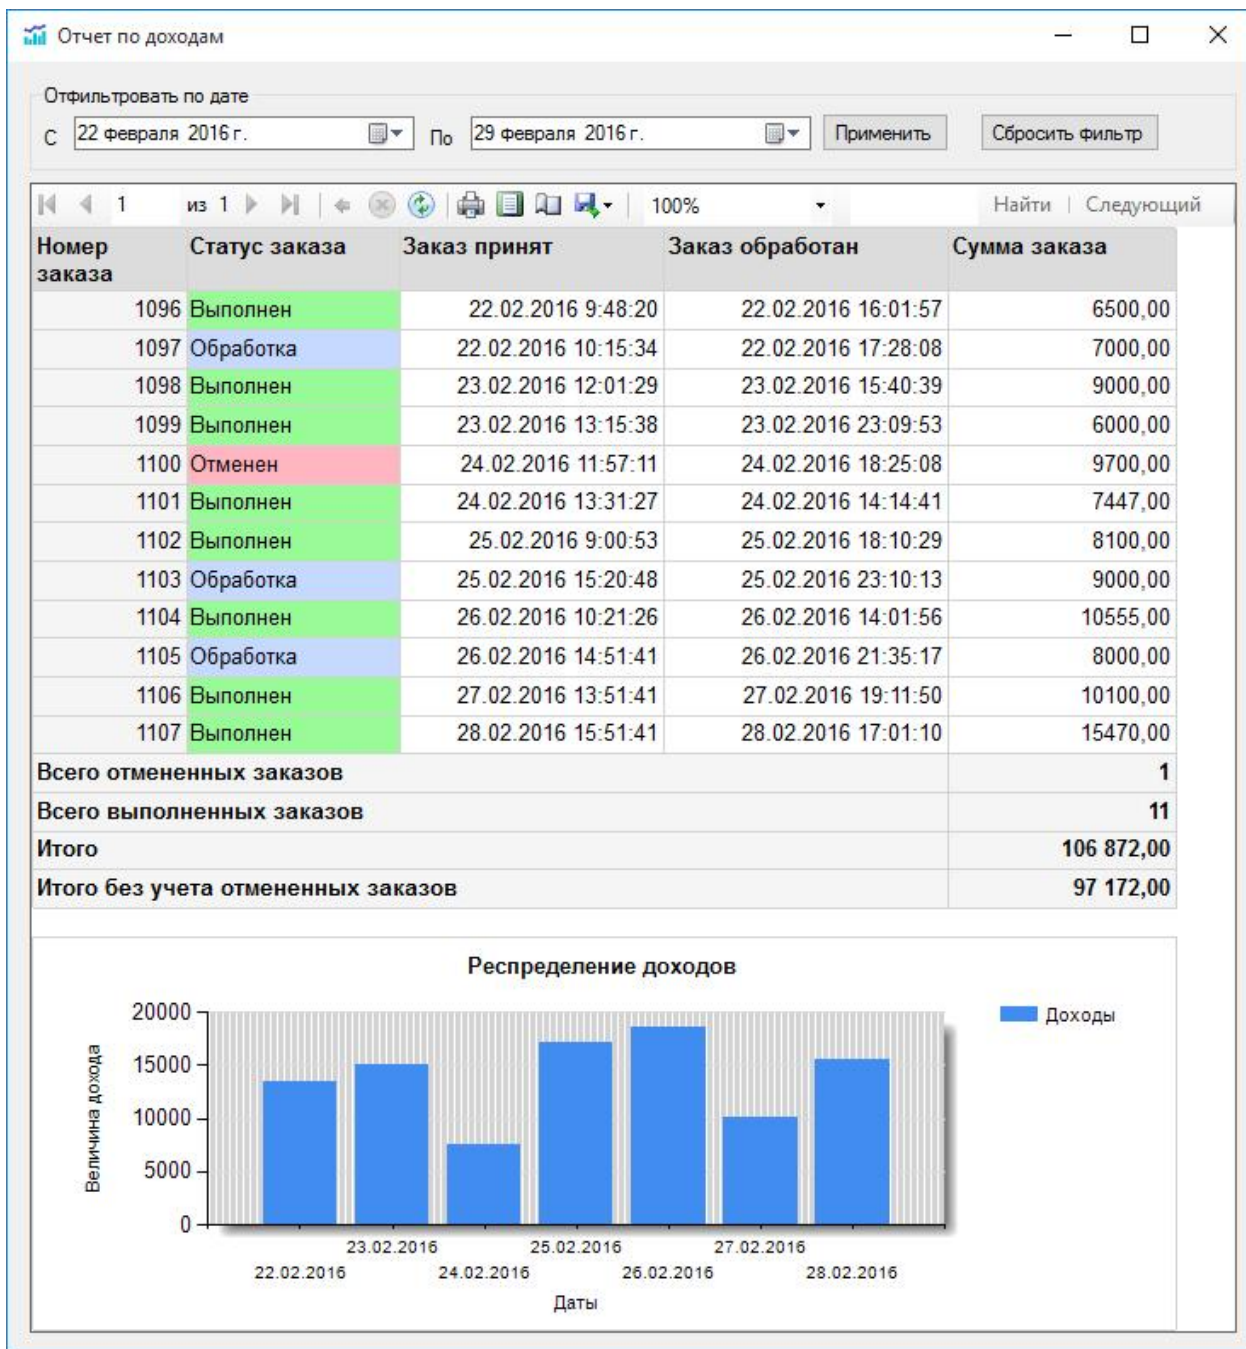 Отчет по доходам
Отфильтровать по дате
С 22 февраля 2016 г. По 29 февраля 2016 г. Применить Сбросить фильтр
1 из 1 100% Найти | Следующий
Номер заказа Статус заказа Заказ принят Заказ обработан Сумма заказа
1096 Выполнен 22.02.2016 9:48:20 22.02.2016 16:01:57 6500,00
1097 Обработка 22.02.2016 10:15:34 22.02.2016 17:28:08 7000,00
1098 Выполнен 23.02.2016 12:01:29 23.02.2016 15:40:39 9000,00
1099 Выполнен 23.02.2016 13:15:38 23.02.2016 23:09:53 6000,00
1100 Отменен 24.02.2016 11:57:11 24.02.2016 18:25:08 9700,00
1101 Выполнен 24.02.2016 13:31:27 24.02.2016 14:14:41 7447,00
1102 Выполнен 25.02.2016 9:00:53 25.02.2016 18:10:29 8100,00
1103 Обработка 25.02.2016 15:20:48 25.02.2016 23:10:13 9000,00
1104 Выполнен 26.02.2016 10:21:26 26.02.2016 14:01:56 10555,00
1105 Обработка 26.02.2016 14:51:41 26.02.2016 21:35:17 8000,00
1106 Выполнен 27.02.2016 13:51:41 27.02.2016 19:11:50 10100,00
1107 Выполнен 28.02.2016 15:51:41 28.02.2016 17:01:10 15470,00
Всего отмененных заказов 1
Всего выполненных заказов 11
Итого 106 872,00
Итого без учета отмененных заказов 97 172,00
Респределение доходов
20000
15000
10000
5000
0
Величина дохода
Доходы
23.02.2016 25.02.2016 27.02.2016
22.02.2016 24.02.2016 26.02.2016 28.02.2016
Даты